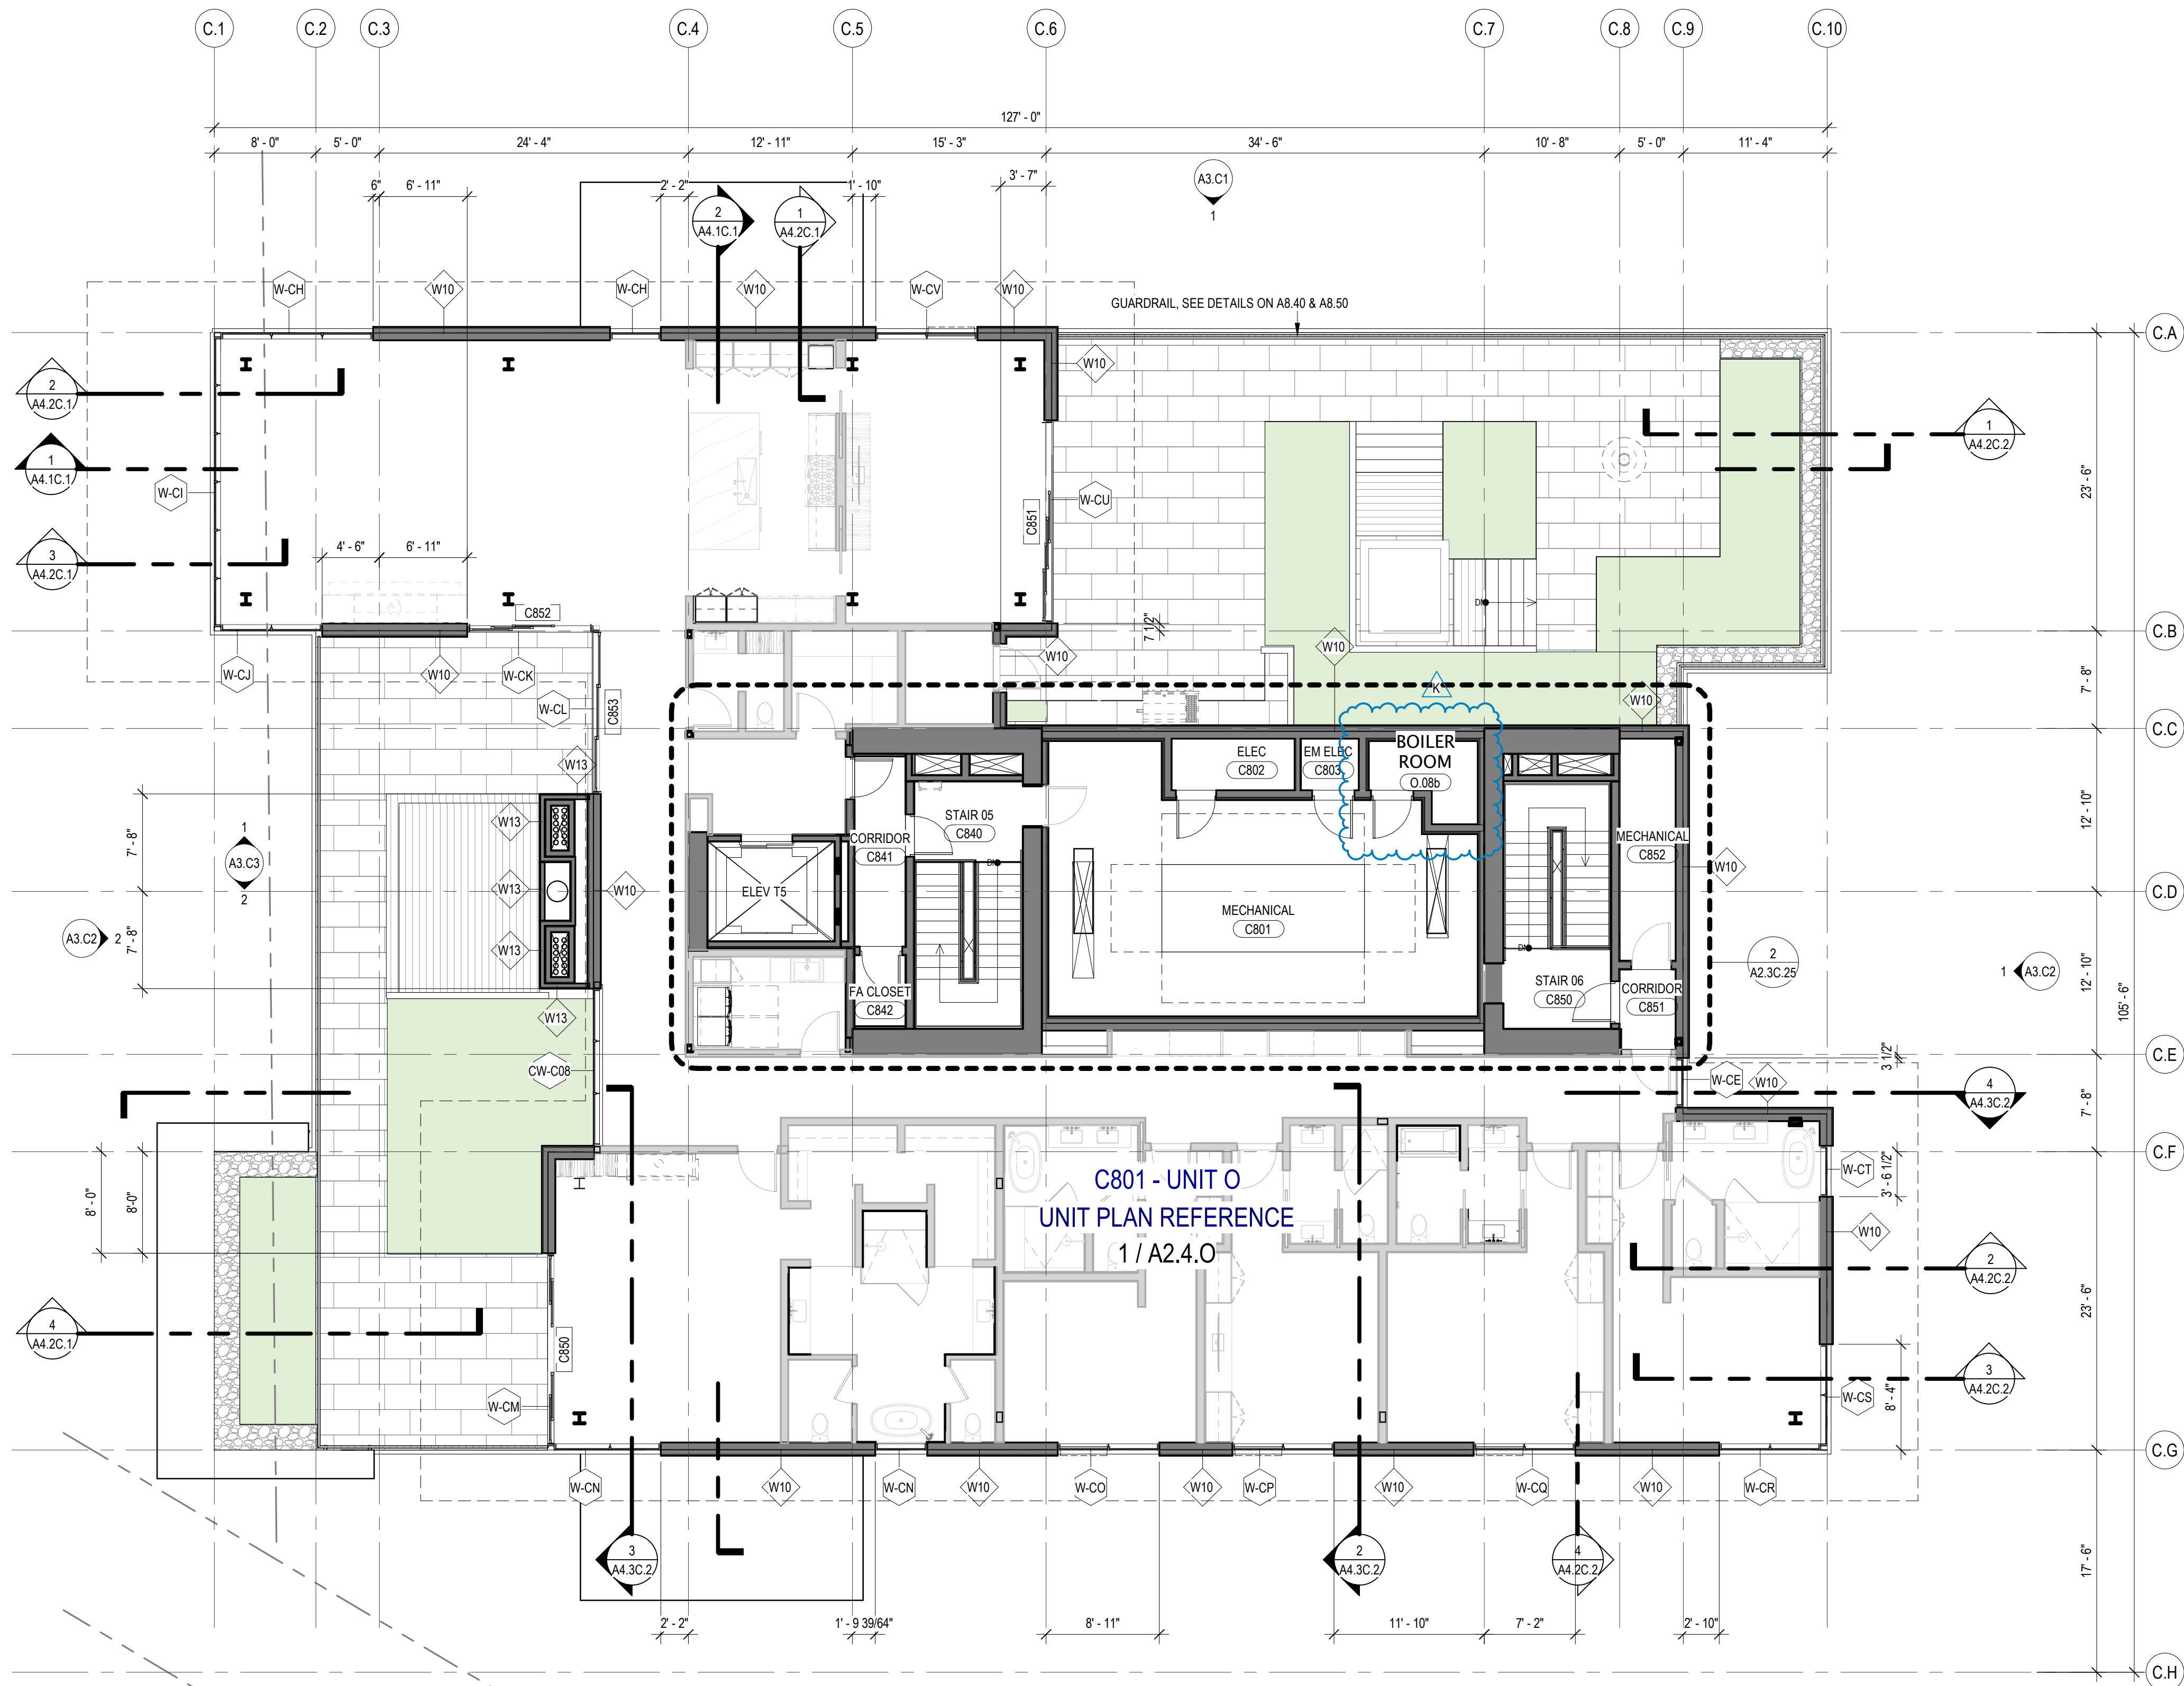 C.1
C.2
C.3
C.4
C.5
C.6
C.7
C.8
C.9
C.10
127' - 0"
8' - 0"
5' - 0"
24' - 4"
12' - 11"
15' - 3"
34' - 6"
10' - 8"
5' - 0"
11' - 4"
6"
6' - 11"
2' - 2"
1' - 10"
3' - 7"
A3.C1
1
2
A4.1C.1
1
A4.2C.1
W-CH
W10
W-CH
W10
W-CV
W10
GUARDRAIL, SEE DETAILS ON A8.40 & A8.50
C.A
W10
2
A4.2C.1
1
A4.2C.2
1
A4.1C.1
W-CI
W-CU
C851
23' - 6"
3
A4.2C.1
4' - 6"
6' - 11"
C852
DN
7 1/2"
C.B
W-CJ
W10
W-CK
W10
W10
K
W10
7' - 8"
W-CL
C853
C.C
W13
ELEC
C802
EM ELEC
C803
BOILER
ROOM
O.08b
12' - 10"
7' - 8"
W13
STAIR 05
C840
CORRIDOR
C841
MECHANICAL
C852
W10
1
A3.C3
2
DN
W13
W10
ELEV T5
C.D
MECHANICAL
C801
A3.C2
2
7' - 8"
W13
DN
2
A2.3C.25
1
A3.C2
12' - 10"
105' - 6"
FA CLOSET
C842
STAIR 06
C850
CORRIDOR
C851
W13
C.E
3 1/2"
CW-C08
W-CE
W10
4
A4.3C.2
7' - 8"
C.F
8' - 0"
8'-0"
C801 - UNIT O
UNIT PLAN REFERENCE
1 / A2.4.O
W-CT
3' - 6 1/2"
W10
2
A4.2C.2
23' - 6"
4
A4.2C.1
C850
3
A4.2C.2
W-CM
W-CS
8' - 4"
C.G
W-CN
W10
W-CN
W10
W-CO
W10
W-CP
W10
W-CQ
W10
W-CR
3
A4.3C.2
2
A4.3C.2
4
A4.2C.2
17' - 6"
2' - 2"
1' - 9 39/64"
8' - 11"
11' - 10"
7' - 2"
2' - 10"
C.H